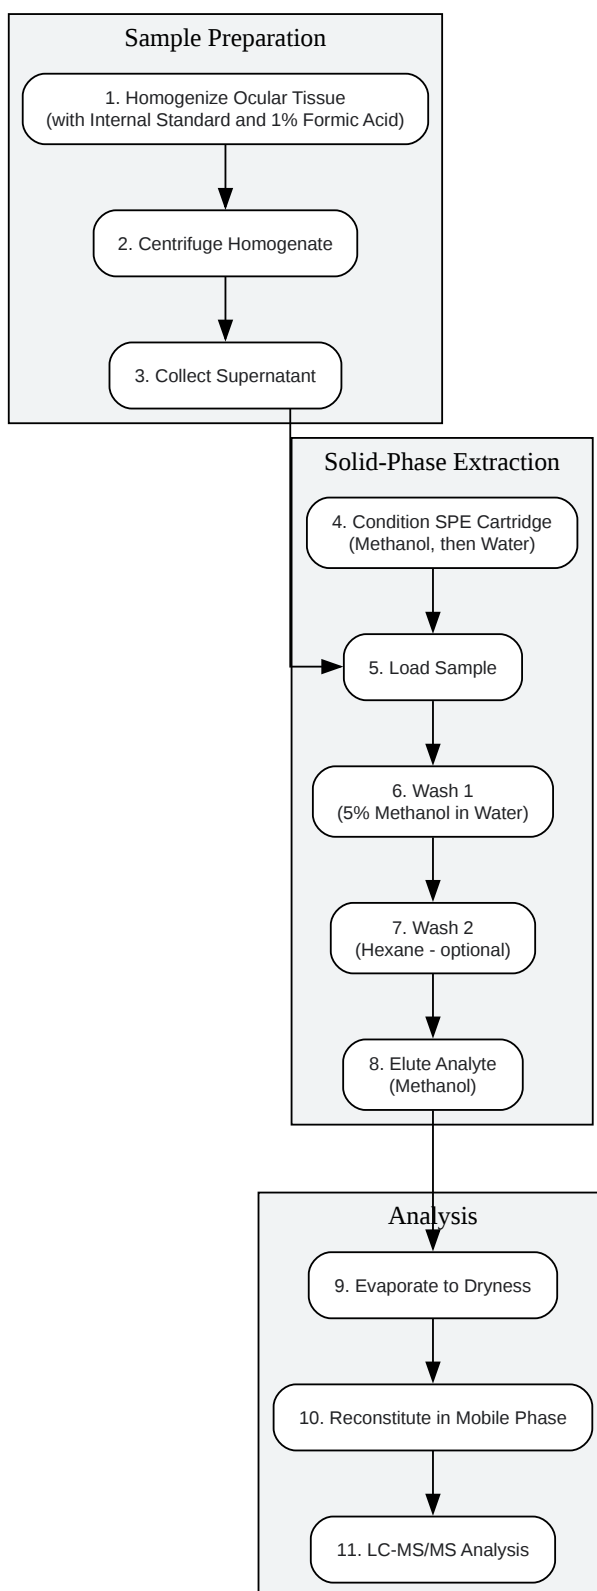 Sample Preparation
1. Homogenize Ocular Tissue
(with Internal Standard and 1% Formic Acid)
2. Centrifuge Homogenate
3. Collect Supernatant
Solid-Phase Extraction
4. Condition SPE Cartridge
(Methanol, then Water)
5. Load Sample
6. Wash 1
(5% Methanol in Water)
7. Wash 2
(Hexane - optional)
8. Elute Analyte
(Methanol)
Analysis
9. Evaporate to Dryness
10. Reconstitute in Mobile Phase
11. LC-MS/MS Analysis